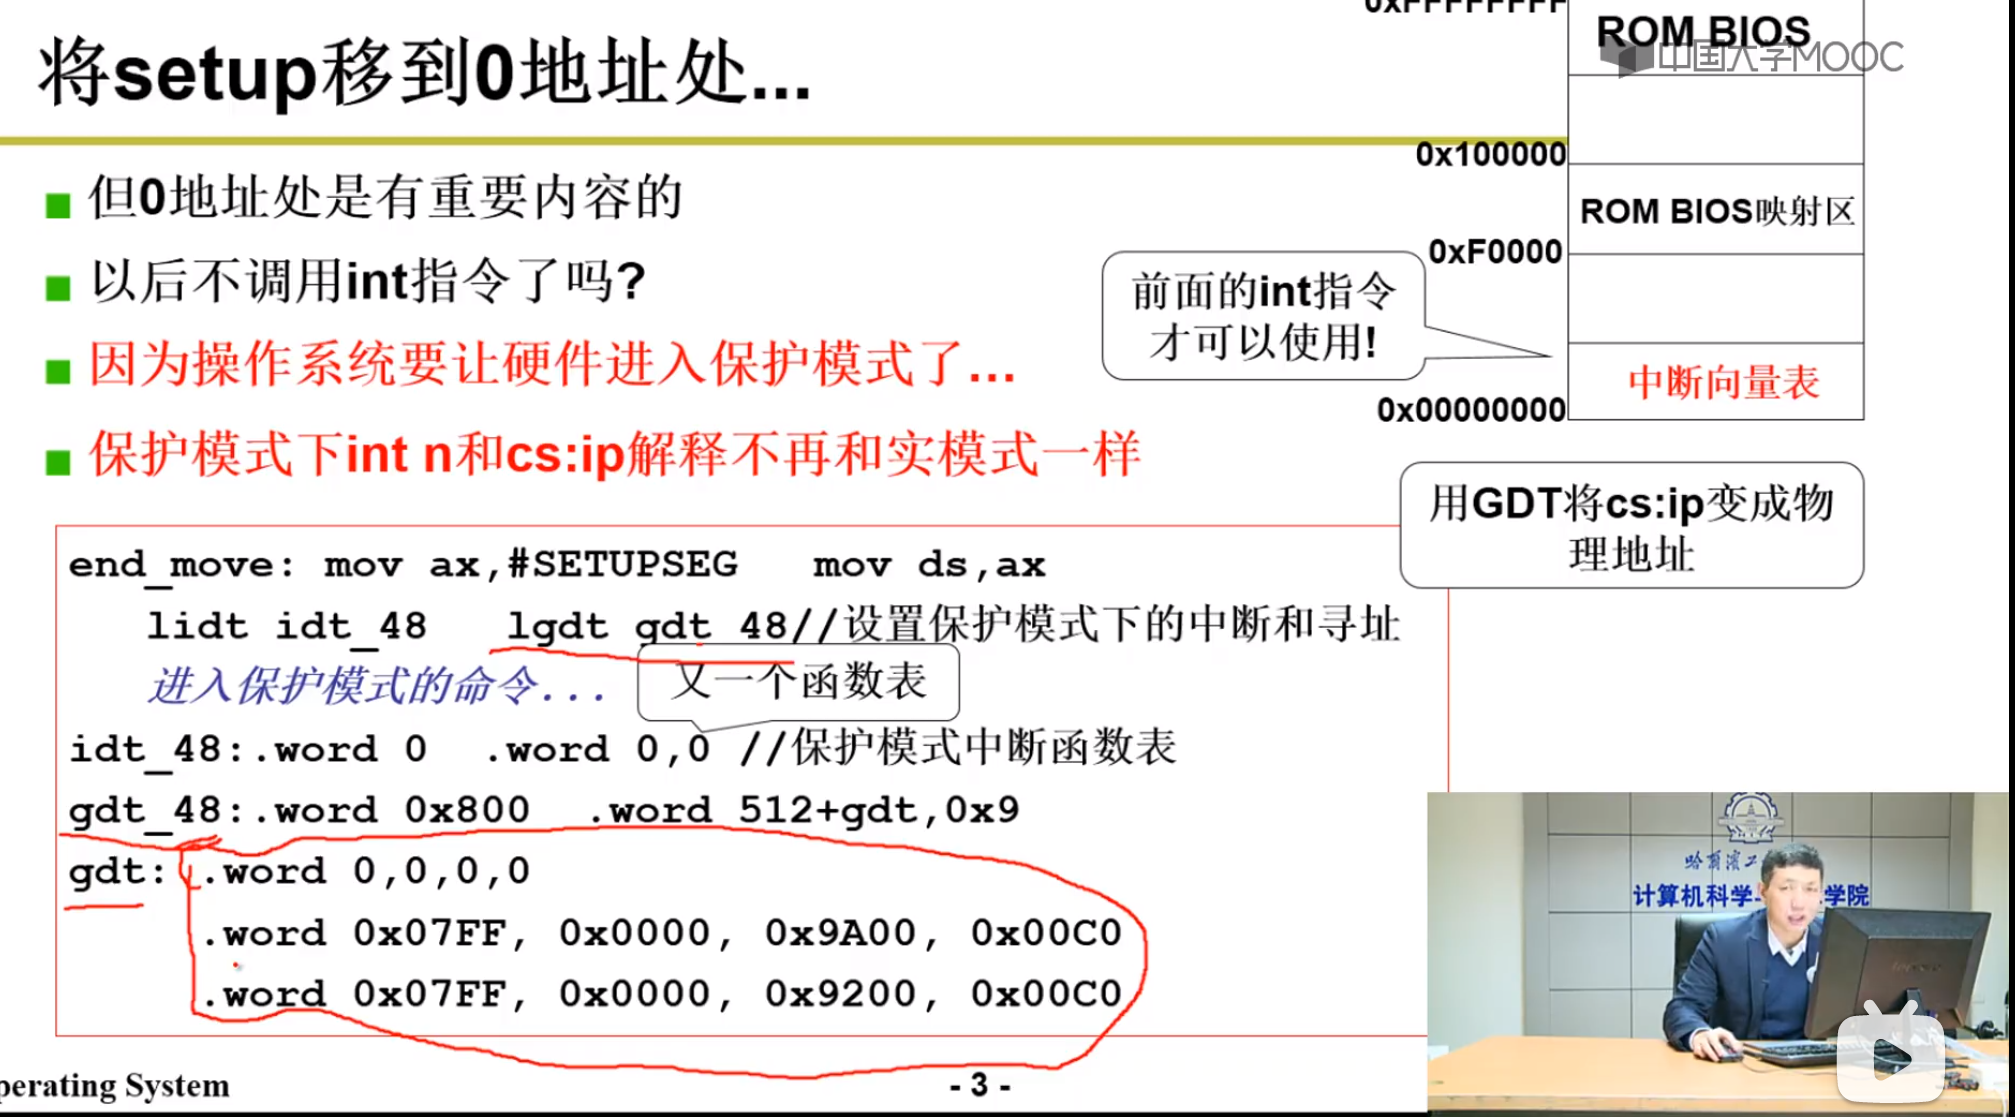 将setup移到0地址处...
但0地址处是有重要内容的
以后不调用int指令了吗?
因为操作系统要让硬件进入保护模式了...
保护模式下int n和cs:ip解释不再和实模式一样
0xFFFFFFFF
ROM BIOS
中国大学MOOC
0x100000
ROM BIOS映射区
0xF0000
前面的int指令
才可以使用!
中断向量表
0x00000000
用GDT将cs:ip变成物
理地址
end_move: mov ax,#SETUPSEG   mov ds,ax
lidt idt_48   lgdt gdt_48//设置保护模式下的中断和寻址
进入保护模式的命令...
又一个函数表
idt_48:.word 0  .word 0,0 //保护模式中断函数表
gdt_48:.word 0x800  .word 512+gdt,0x9
gdt: .word 0,0,0,0
.word 0x07FF, 0x0000, 0x9A00, 0x00C0
.word 0x07FF, 0x0000, 0x9200, 0x00C0
哈尔滨工
计算机科学
学院
perating System
- 3 -